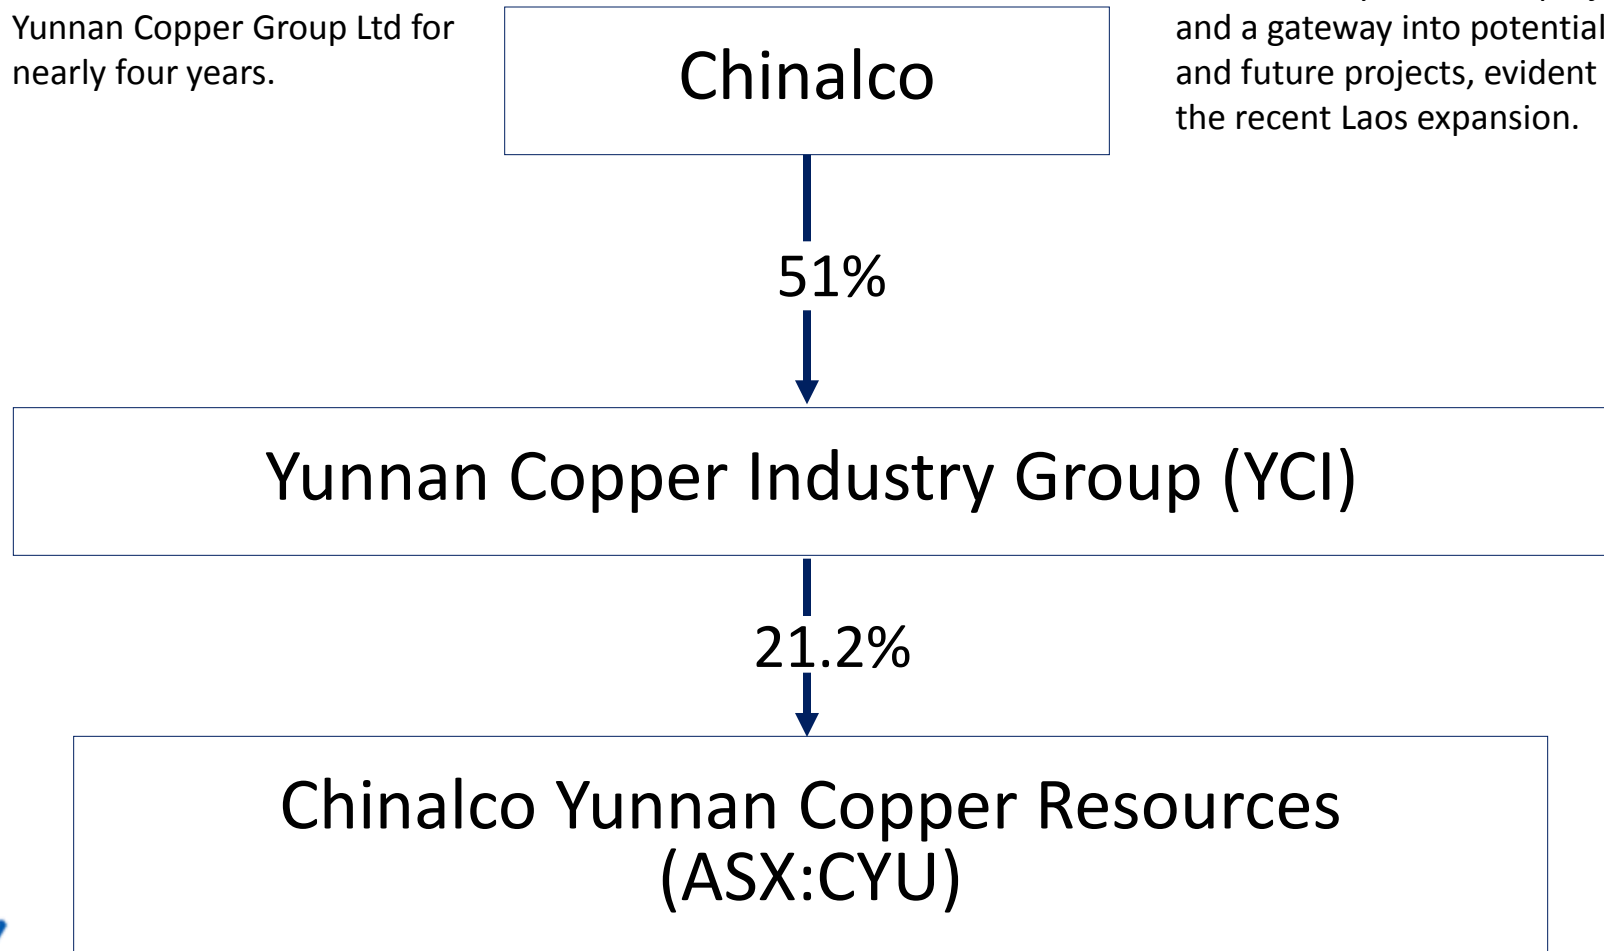 Yunnan Copper Group Ltd for
nearly four years.
Chinalco
and a gateway into potential
and future projects, evident
the recent Laos expansion.
51%
Yunnan Copper Industry Group (YCI)
21.2%
Chinalco Yunnan Copper Resources
(ASX:CYU)